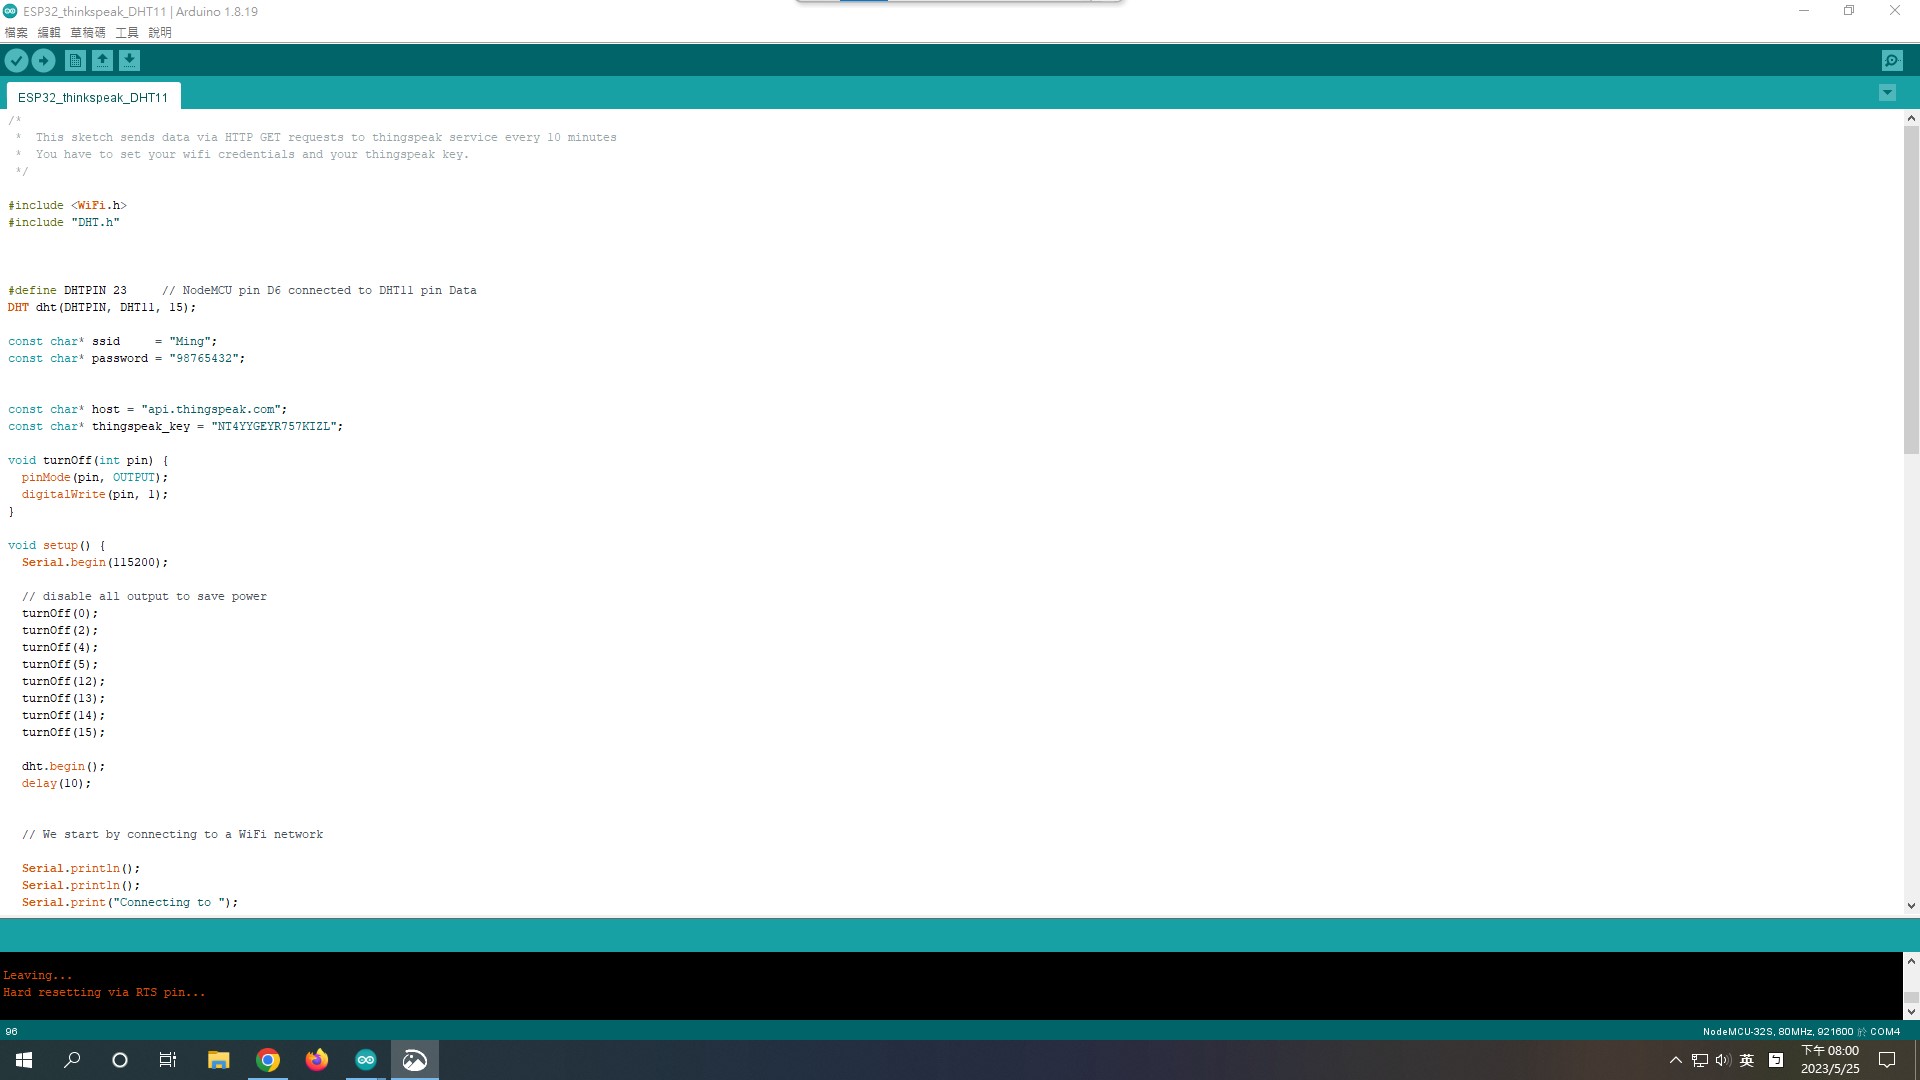 ESP32_thinkspeak_DHT11 | Arduino 1.8.19
檔案 編輯 草稿碼 工具 說明
ESP32_thinkspeak_DHT11
/*
 *  This sketch sends data via HTTP GET requests to thingspeak service every 10 minutes
 *  You have to set your wifi credentials and your thingspeak key.
 */
#include <WiFi.h>
#include "DHT.h"
#define DHTPIN 23     // NodeMCU pin D6 connected to DHT11 pin Data
DHT dht(DHTPIN, DHT11, 15);
const char* ssid     = "Ming";
const char* password = "98765432";
const char* host = "api.thingspeak.com";
const char* thingspeak_key = "NT4YYGEYR757KIZL";
void turnOff(int pin) {
  pinMode(pin, OUTPUT);
  digitalWrite(pin, 1);
}
void setup() {
  Serial.begin(115200);
  // disable all output to save power
  turnOff(0);
  turnOff(2);
  turnOff(4);
  turnOff(5);
  turnOff(12);
  turnOff(13);
  turnOff(14);
  turnOff(15);
  dht.begin();
  delay(10);
  // We start by connecting to a WiFi network
  Serial.println();
  Serial.println();
  Serial.print("Connecting to ");
Leaving...
Hard resetting via RTS pin...
96
NodeMCU-32S, 80MHz, 921600 於 COM4
英
下午 08:00
2023/5/25